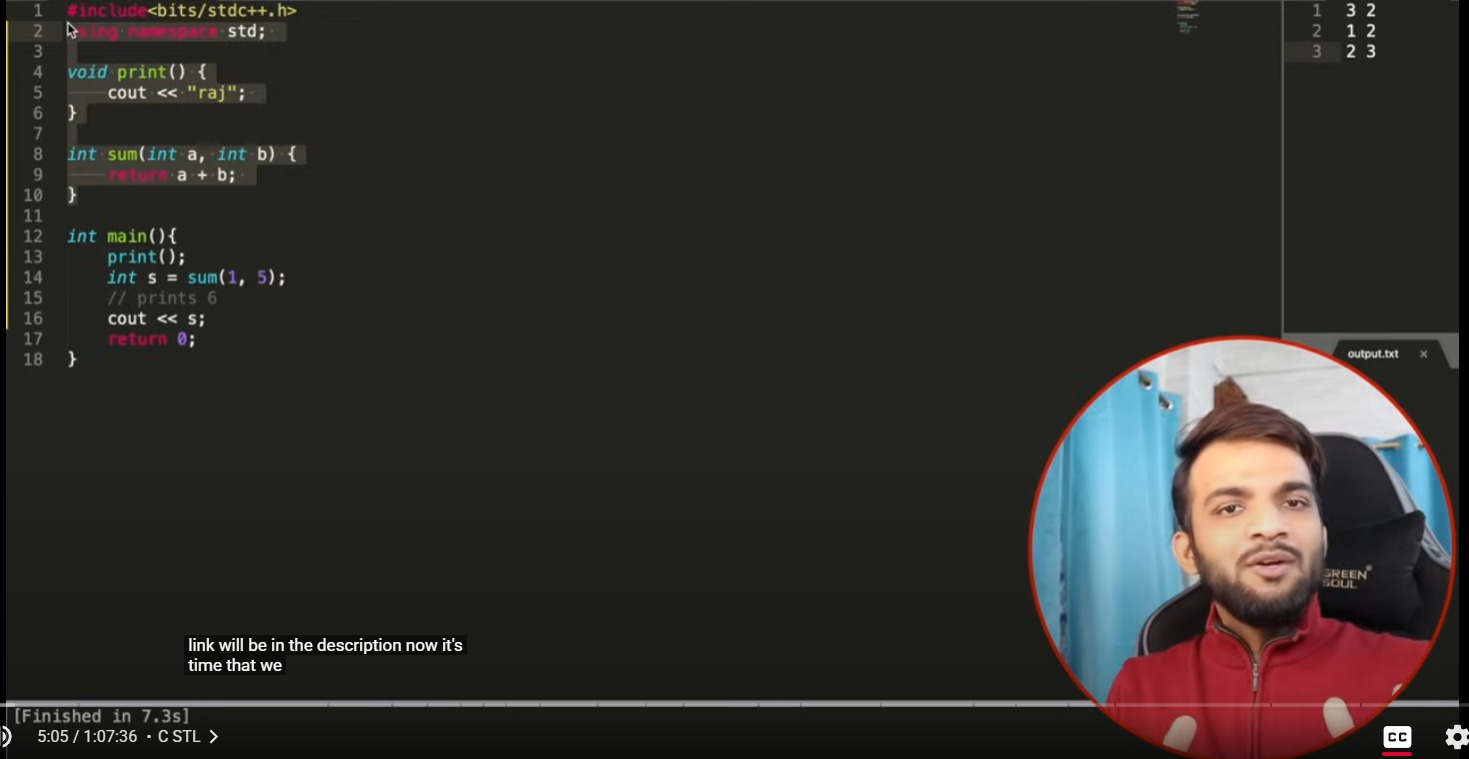 1 #include<bits/stdc++.h>
2 using namespace std;
3
4 void print() {
5 cout << "raj";
6 }
7
8 int sum(int a, int b) {
9 return a + b;
10 }
11
12 int main(){
13 print();
14 int s = sum(1, 5);
15 // prints 6
16 cout << s;
17 return 0;
18 }
1 3 2
2 1 2
3 2 3
output.txt ×
GREEN
SOUL
link will be in the description now it's
time that we
[Finished in 7.3s]
5:05 / 1:07:36 • C STL >
CC